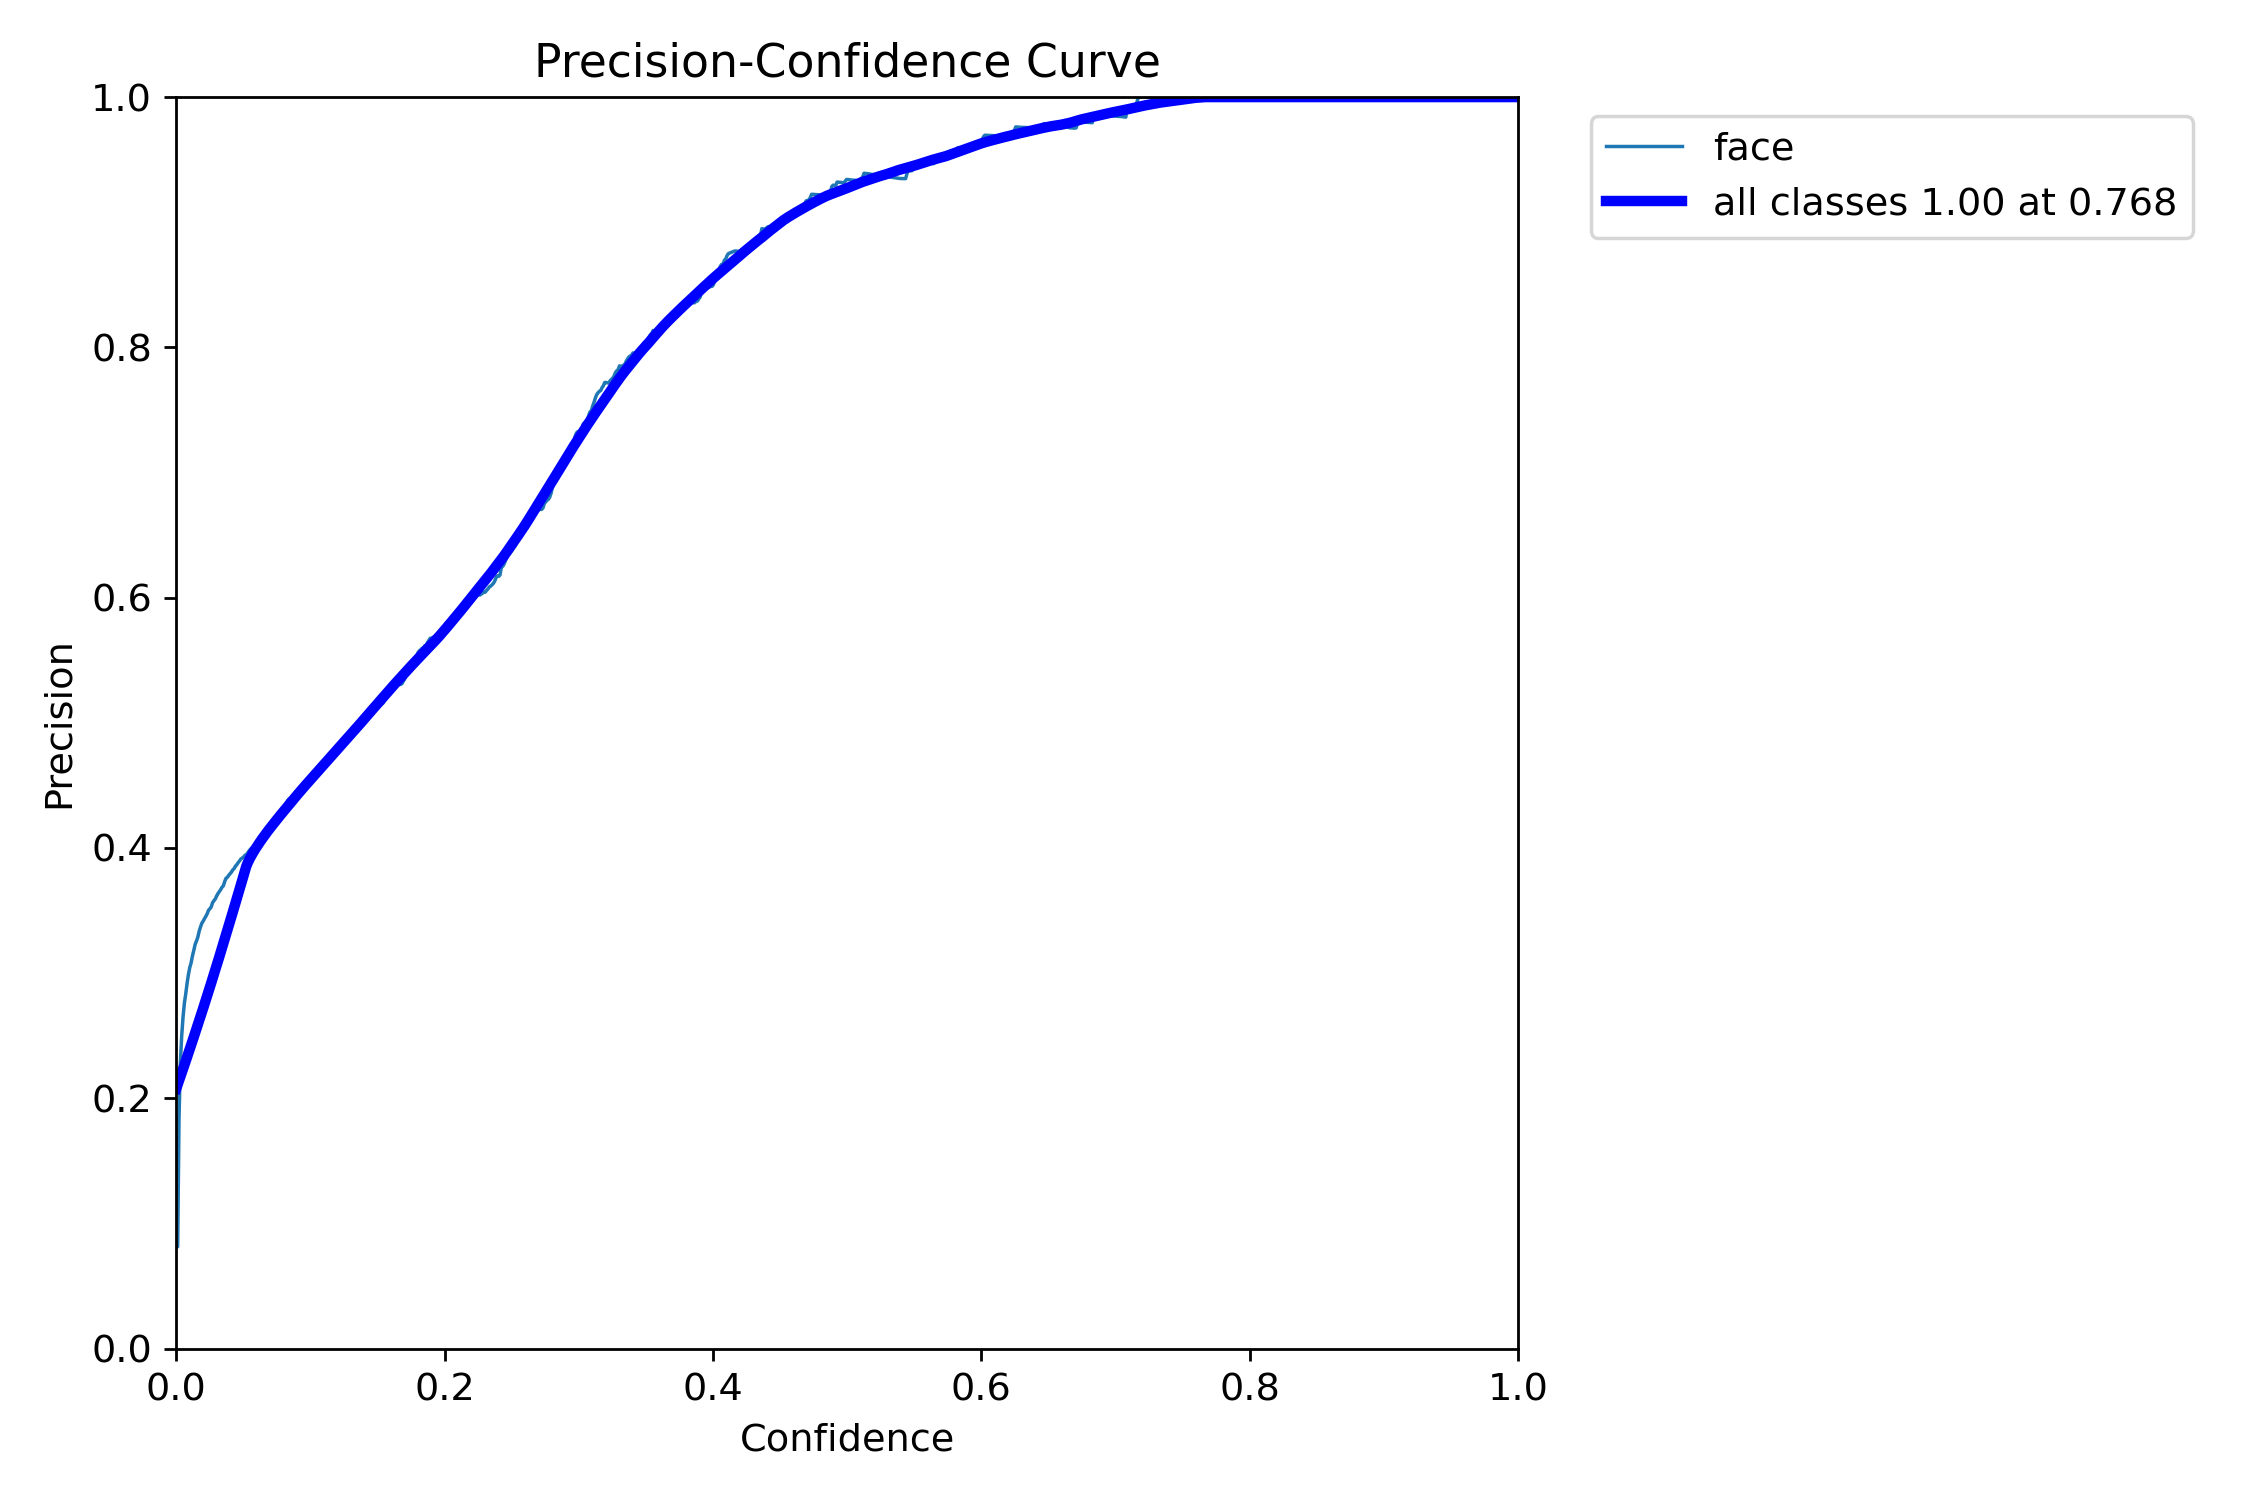 Precision-Confidence Curve
1.0
0.8
0.6
0.4
0.2
0.0
Precision
0.0 0.2 0.4 0.6 0.8 1.0
Confidence
face
all classes 1.00 at 0.768